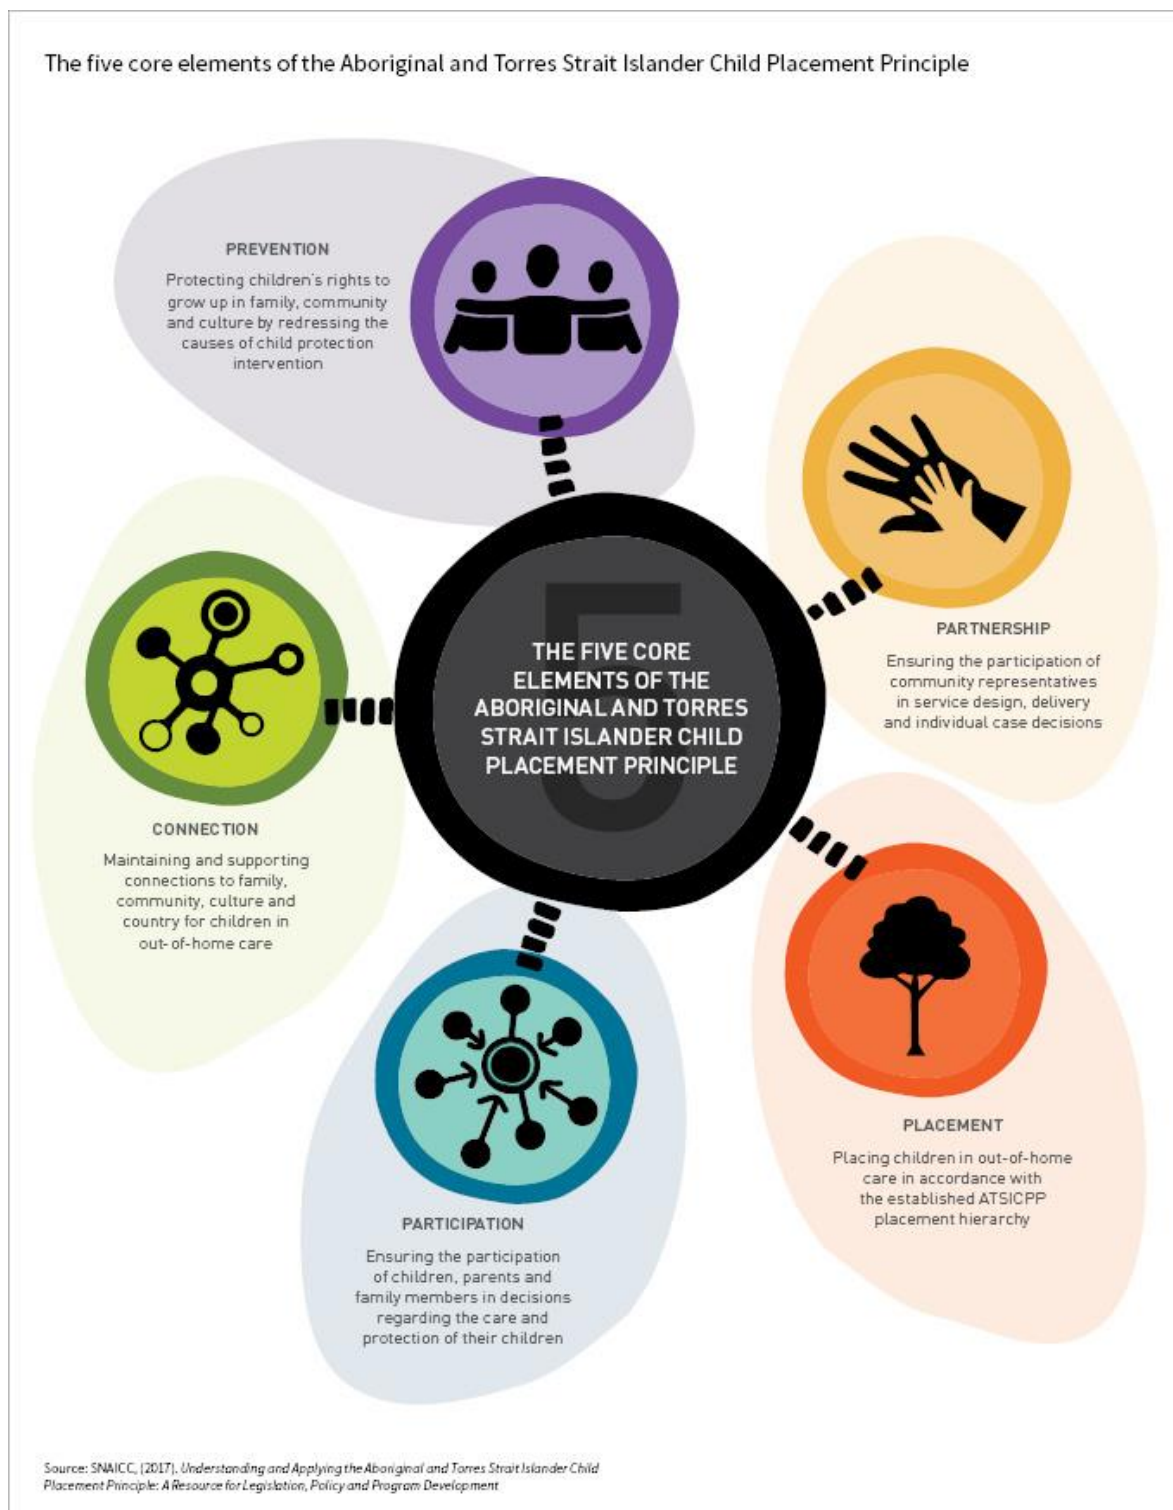 The five core elements of the Aboriginal and Torres Strait Islander Child Placement Principle
PREVENTION
Protecting children's rights to
grow up in family, community
and culture by redressing the
causes of child protection
intervention
PARTNERSHIP
Ensuring the participation of
community representatives
in service design, delivery
and individual case decisions
5
THE FIVE CORE
ELEMENTS OF THE
ABORIGINAL AND TORRES
STRAIT ISLANDER CHILD
PLACEMENT PRINCIPLE
CONNECTION
Maintaining and supporting
connections to family,
community, culture and
country for children in
out-of-home care
PLACEMENT
Placing children in out-of-home
care in accordance with
the established ATSICPP
placement hierarchy
PARTICIPATION
Ensuring the participation
of children, parents and
family members in decisions
regarding the care and
protection of their children
Source: SNAICC, (2017). Understanding and Applying the Aboriginal and Torres Strait Islander Child
Placement Principle: A Resource for Legislation, Policy and Program Development